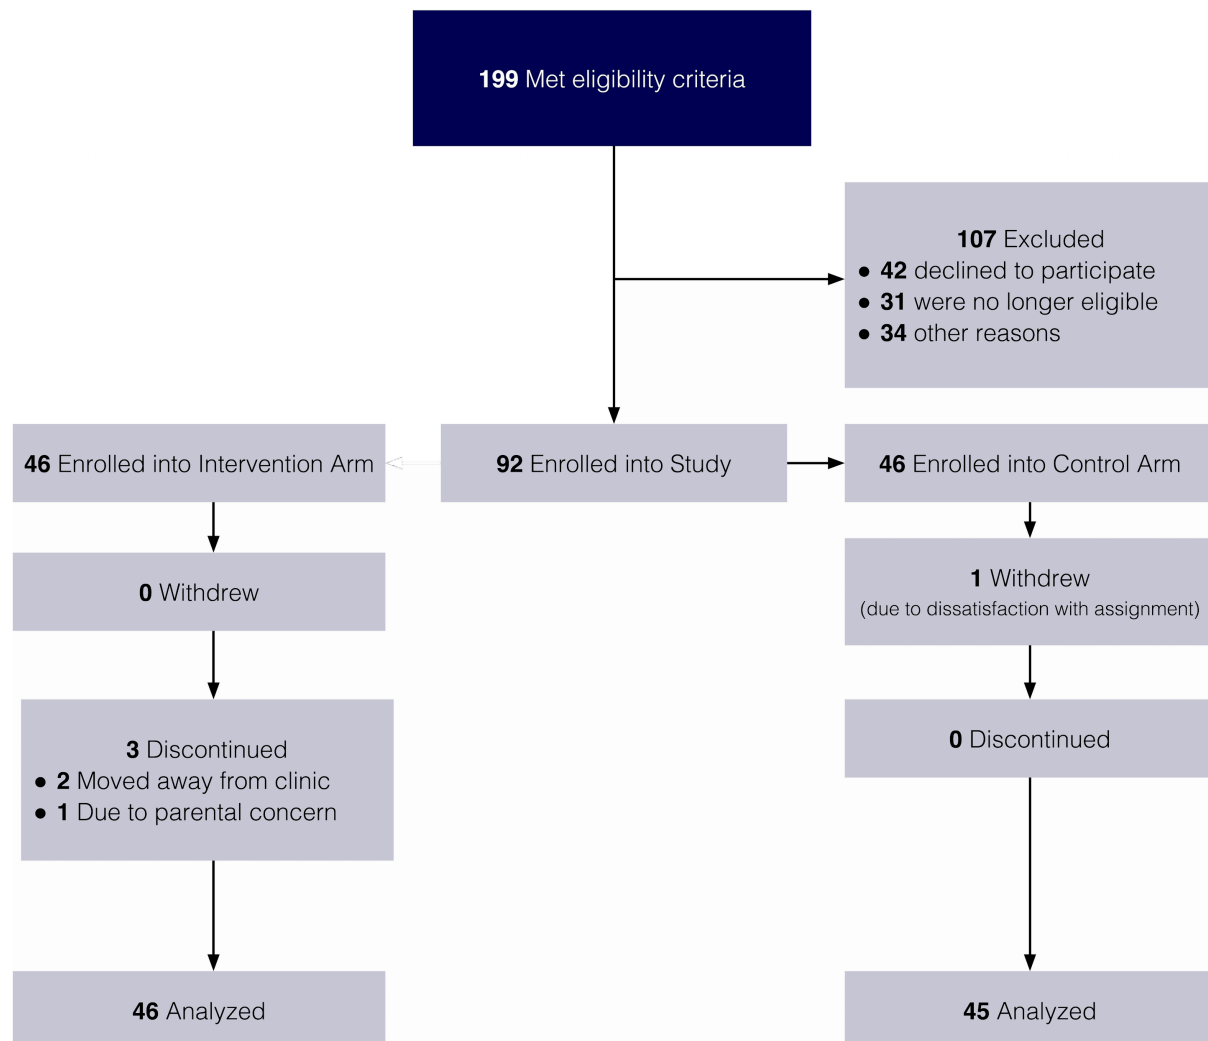 199 Met eligibility criteria
107 Excluded
● 42 declined to participate
● 31 were no longer eligible
● 34 other reasons
46 Enrolled into Intervention Arm
92 Enrolled into Study
46 Enrolled into Control Arm
0 Withdrew
1 Withdrew
(due to dissatisfaction with assignment)
3 Discontinued
● 2 Moved away from clinic
● 1 Due to parental concern
0 Discontinued
46 Analyzed
45 Analyzed